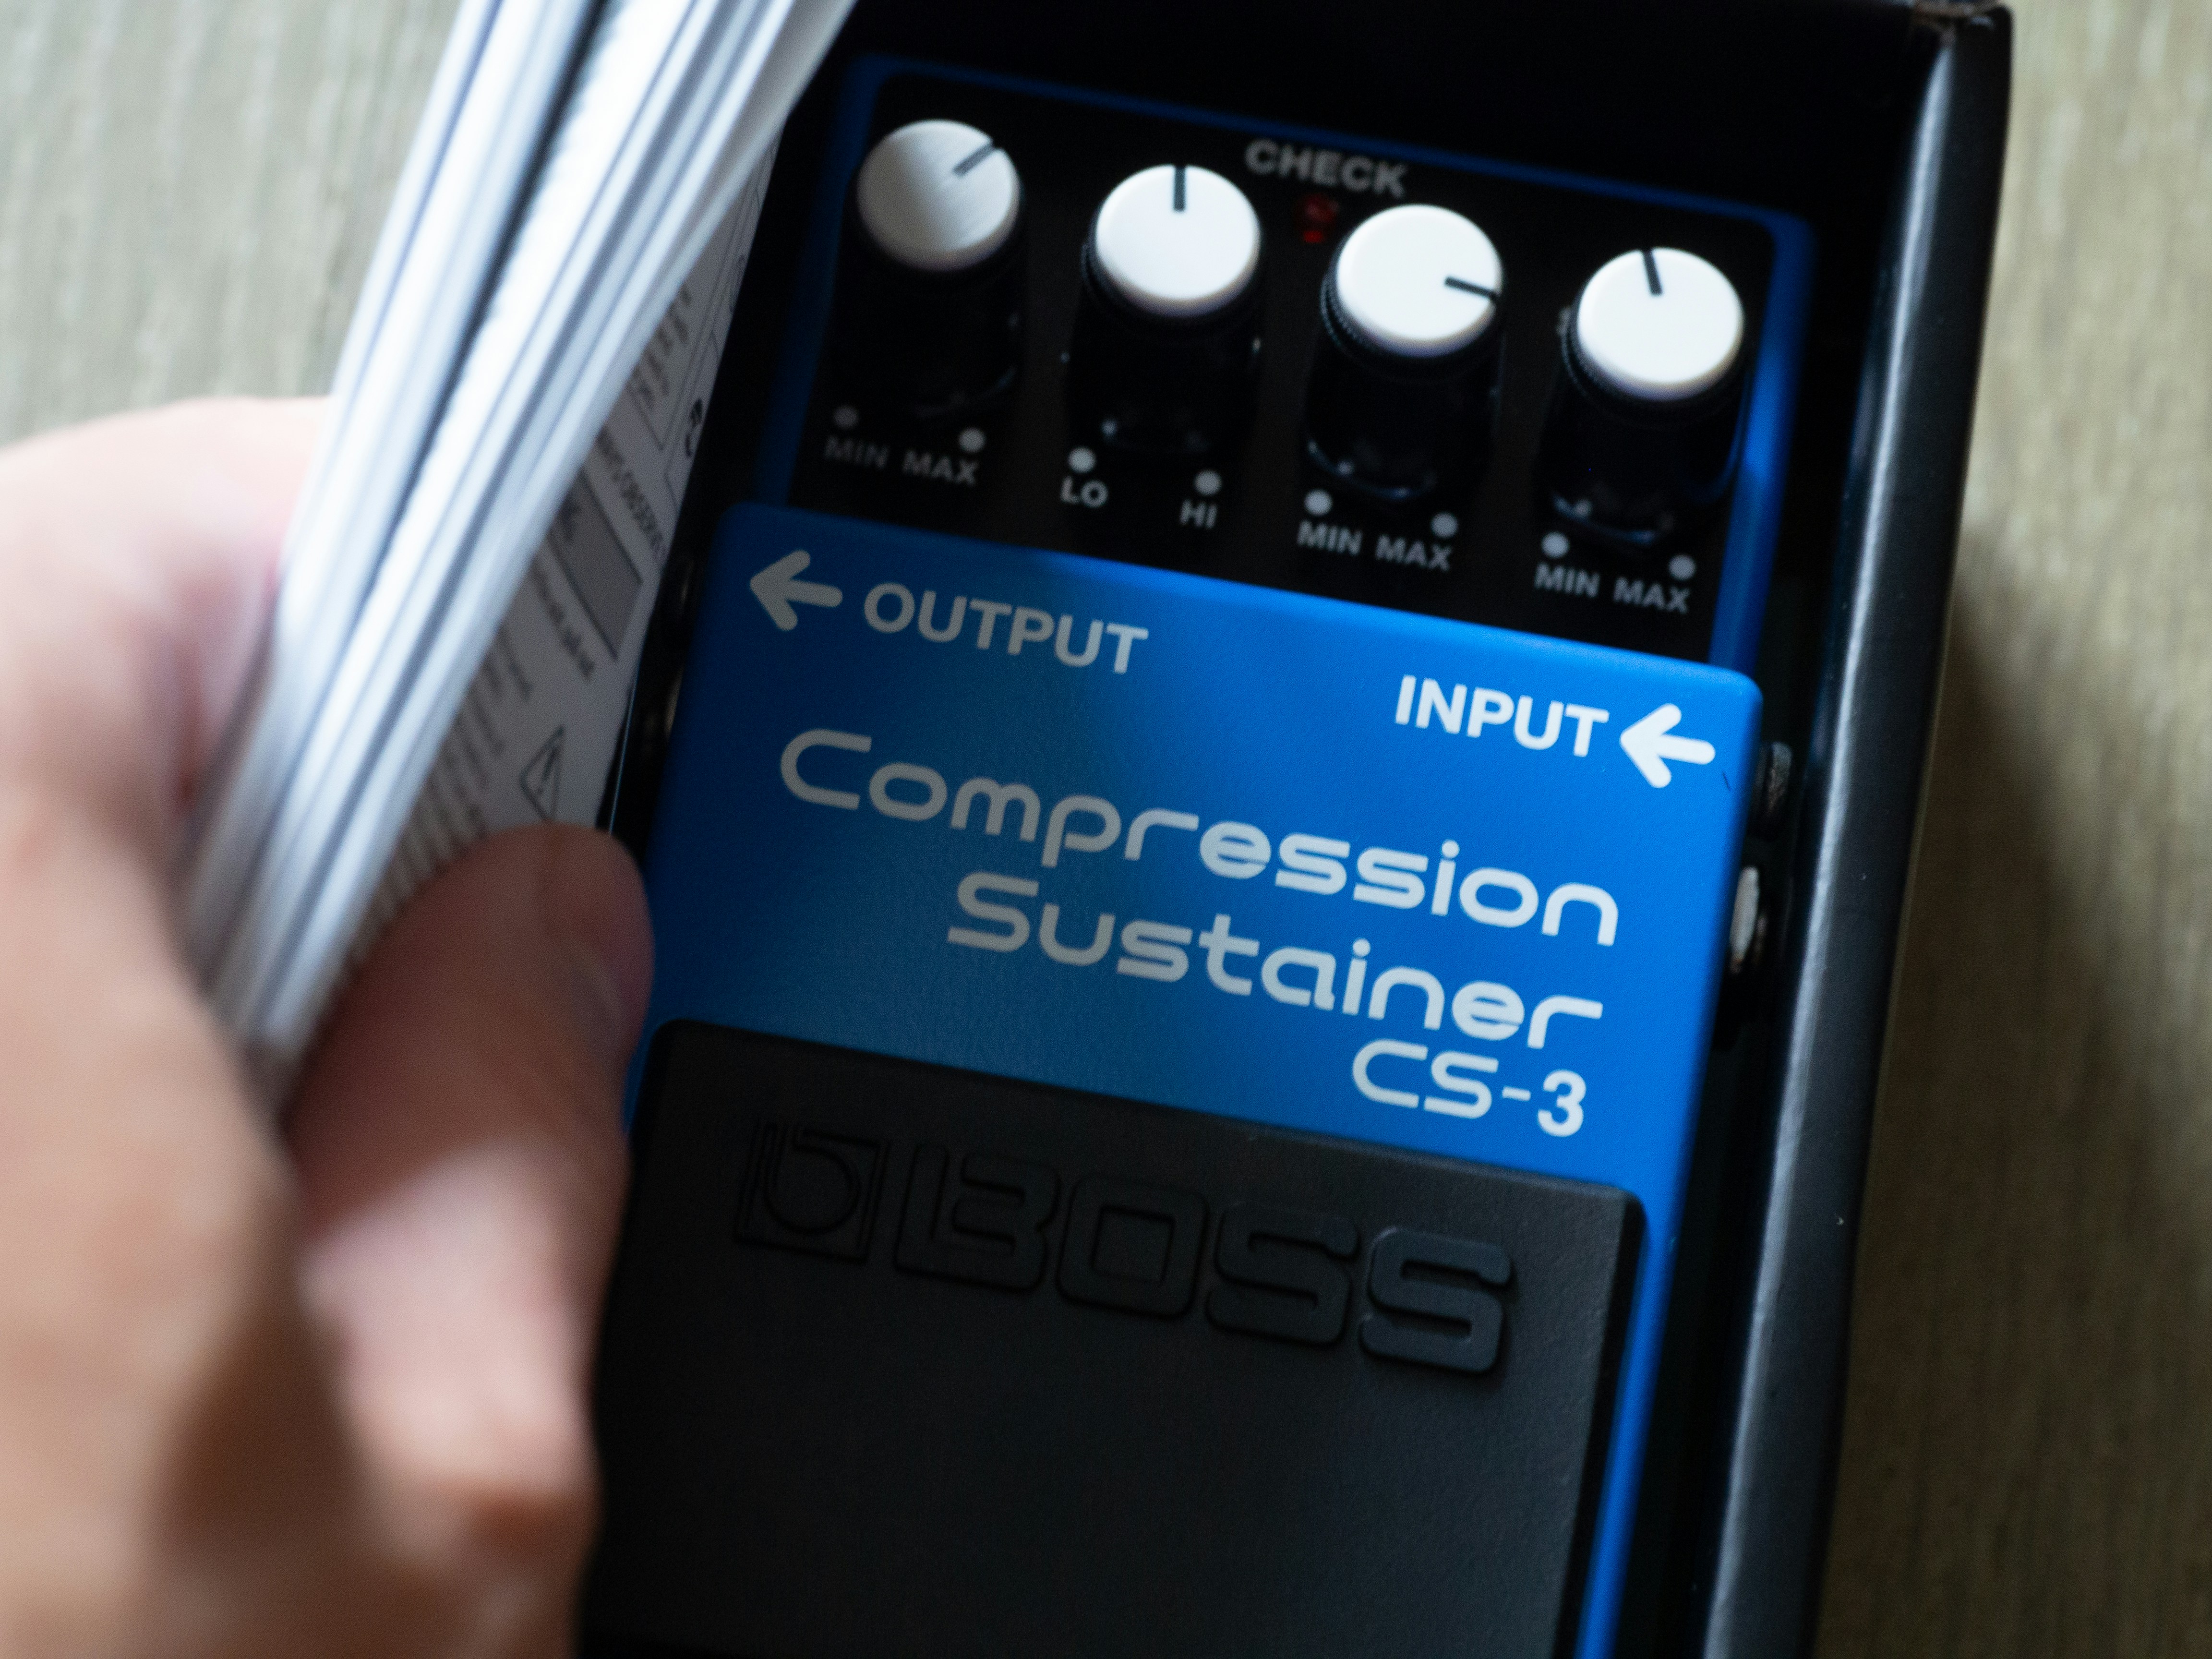 CHECK
MIN MAX
LO HI
MIN MAX
MIN MAX
OUTPUT
INPUT
Compression
Sustainer
CS-3
BOSS